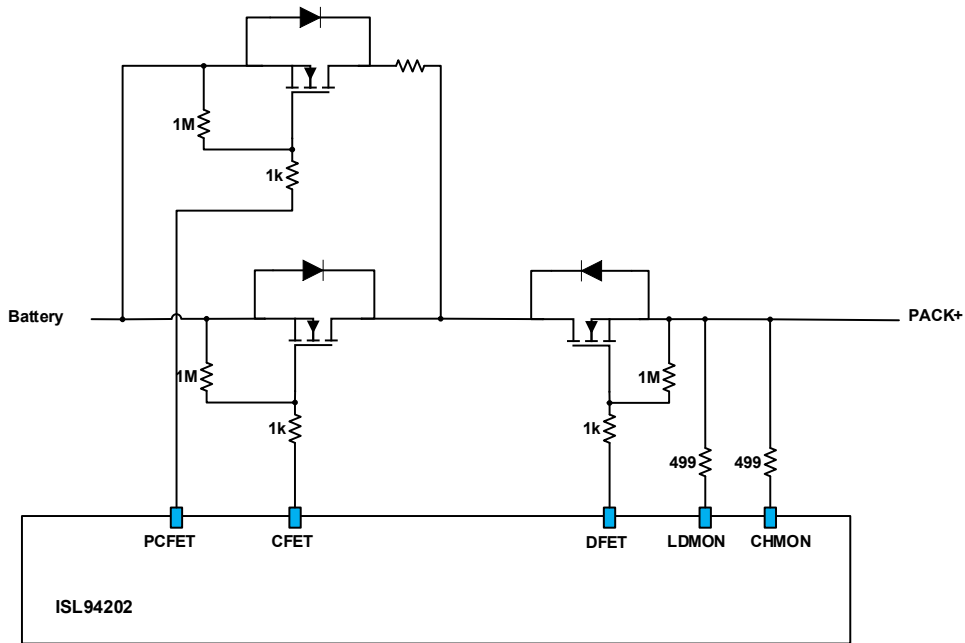 1M
1k
Battery
PACK+
1M
1M
1k
1k
499
499
PCFET
CFET
DFET
LDMON
CHMON
ISL94202